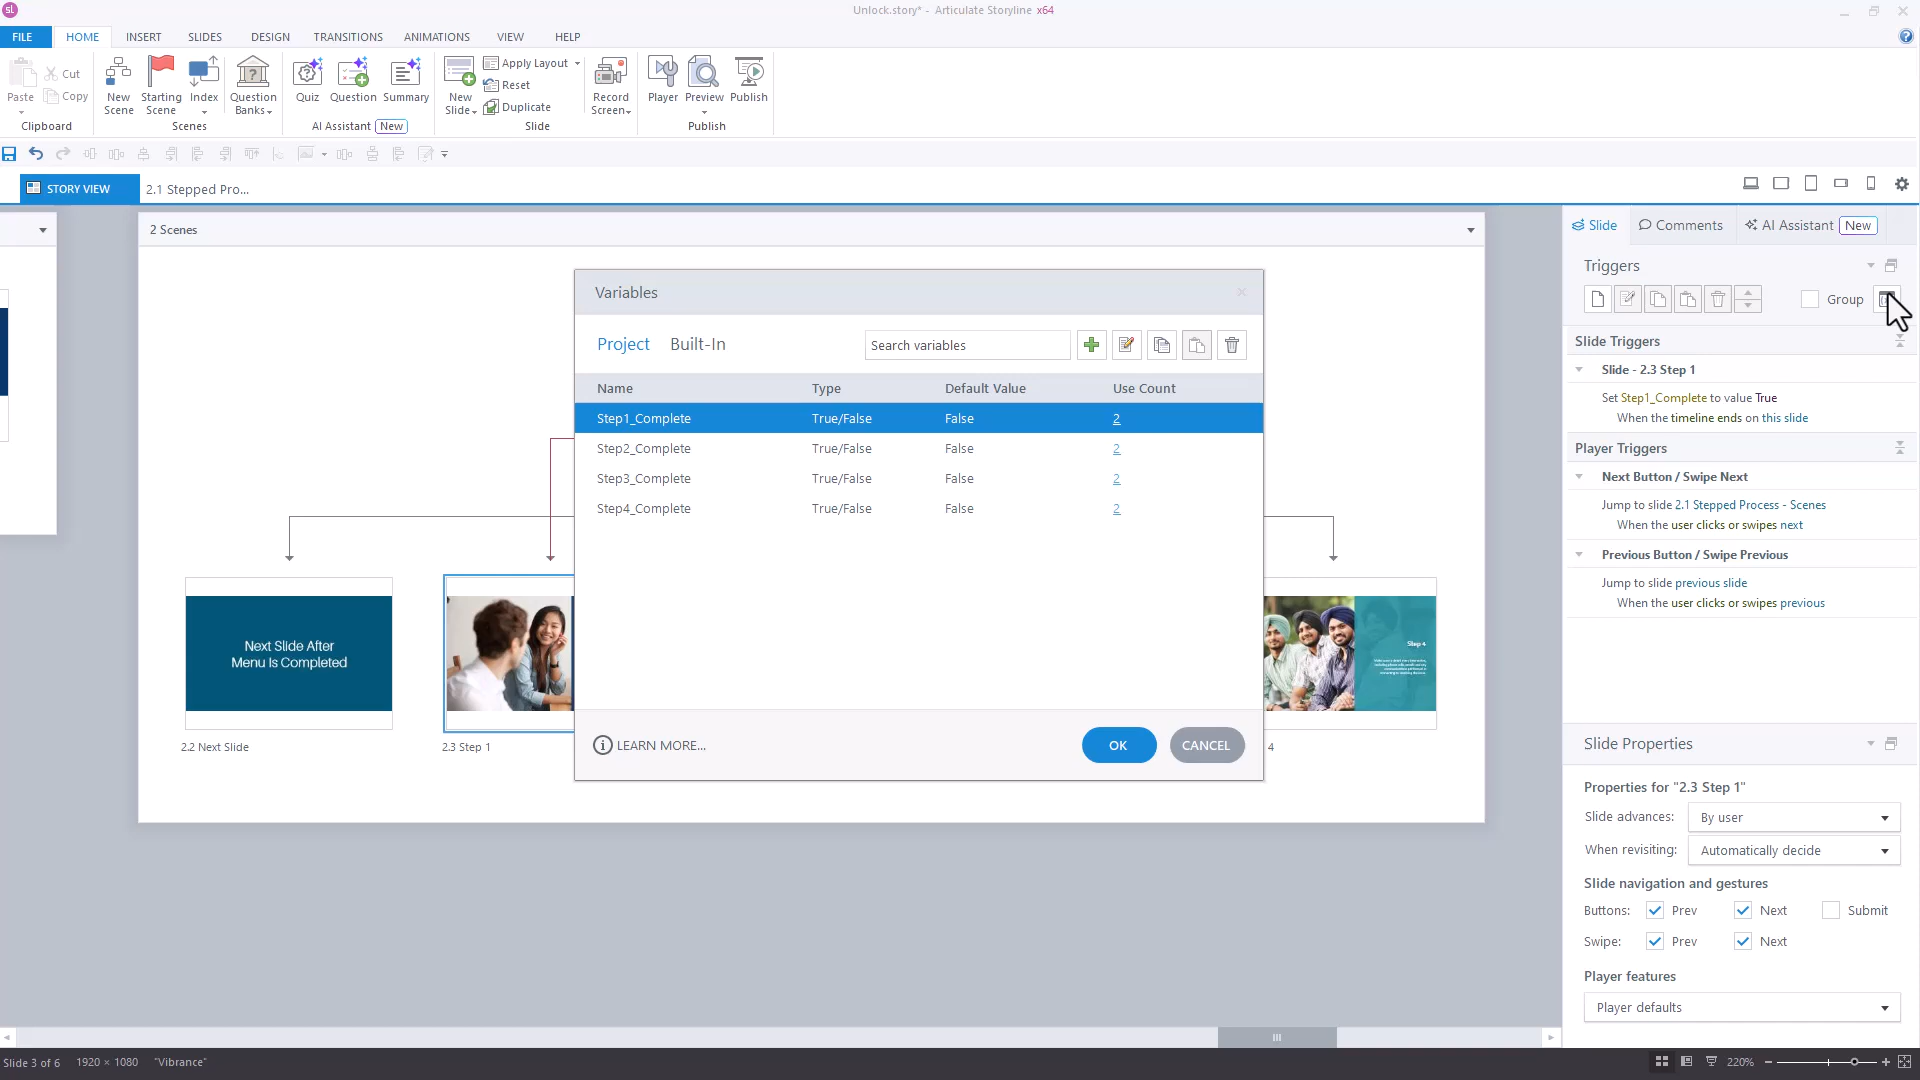 sl
Unlock.story* - Articulate Storyline x64
FILE HOME INSERT SLIDES DESIGN TRANSITIONS ANIMATIONS VIEW HELP
Paste
Cut
Copy
Clipboard
New Scene
Starting Scene
Index
Question Banks
Scenes
Quiz
Question
Summary
AI Assistant New
New Slide
Apply Layout
Reset
Duplicate
Slide
Record Screen
Player
Preview
Publish
Publish
STORY VIEW
2.1 Stepped Pro...
2 Scenes
Next Slide After
Menu Is Completed
2.2 Next Slide
2.3 Step 1
Step 4
4
Variables
Project Built-In
Search variables
Name Type Default Value Use Count
Step1_Complete True/False False 2
Step2_Complete True/False False 2
Step3_Complete True/False False 2
Step4_Complete True/False False 2
LEARN MORE...
OK
CANCEL
Slide Comments AI Assistant New
Triggers
Group
Slide Triggers
Slide - 2.3 Step 1
Set Step1_Complete to value True
When the timeline ends on this slide
Player Triggers
Next Button / Swipe Next
Jump to slide 2.1 Stepped Process - Scenes
When the user clicks or swipes next
Previous Button / Swipe Previous
Jump to slide previous slide
When the user clicks or swipes previous
Slide Properties
Properties for "2.3 Step 1"
Slide advances: By user
When revisiting: Automatically decide
Slide navigation and gestures
Buttons: Prev Next Submit
Swipe: Prev Next
Player features
Player defaults
Slide 3 of 6 1920 × 1080 "Vibrance"
220%